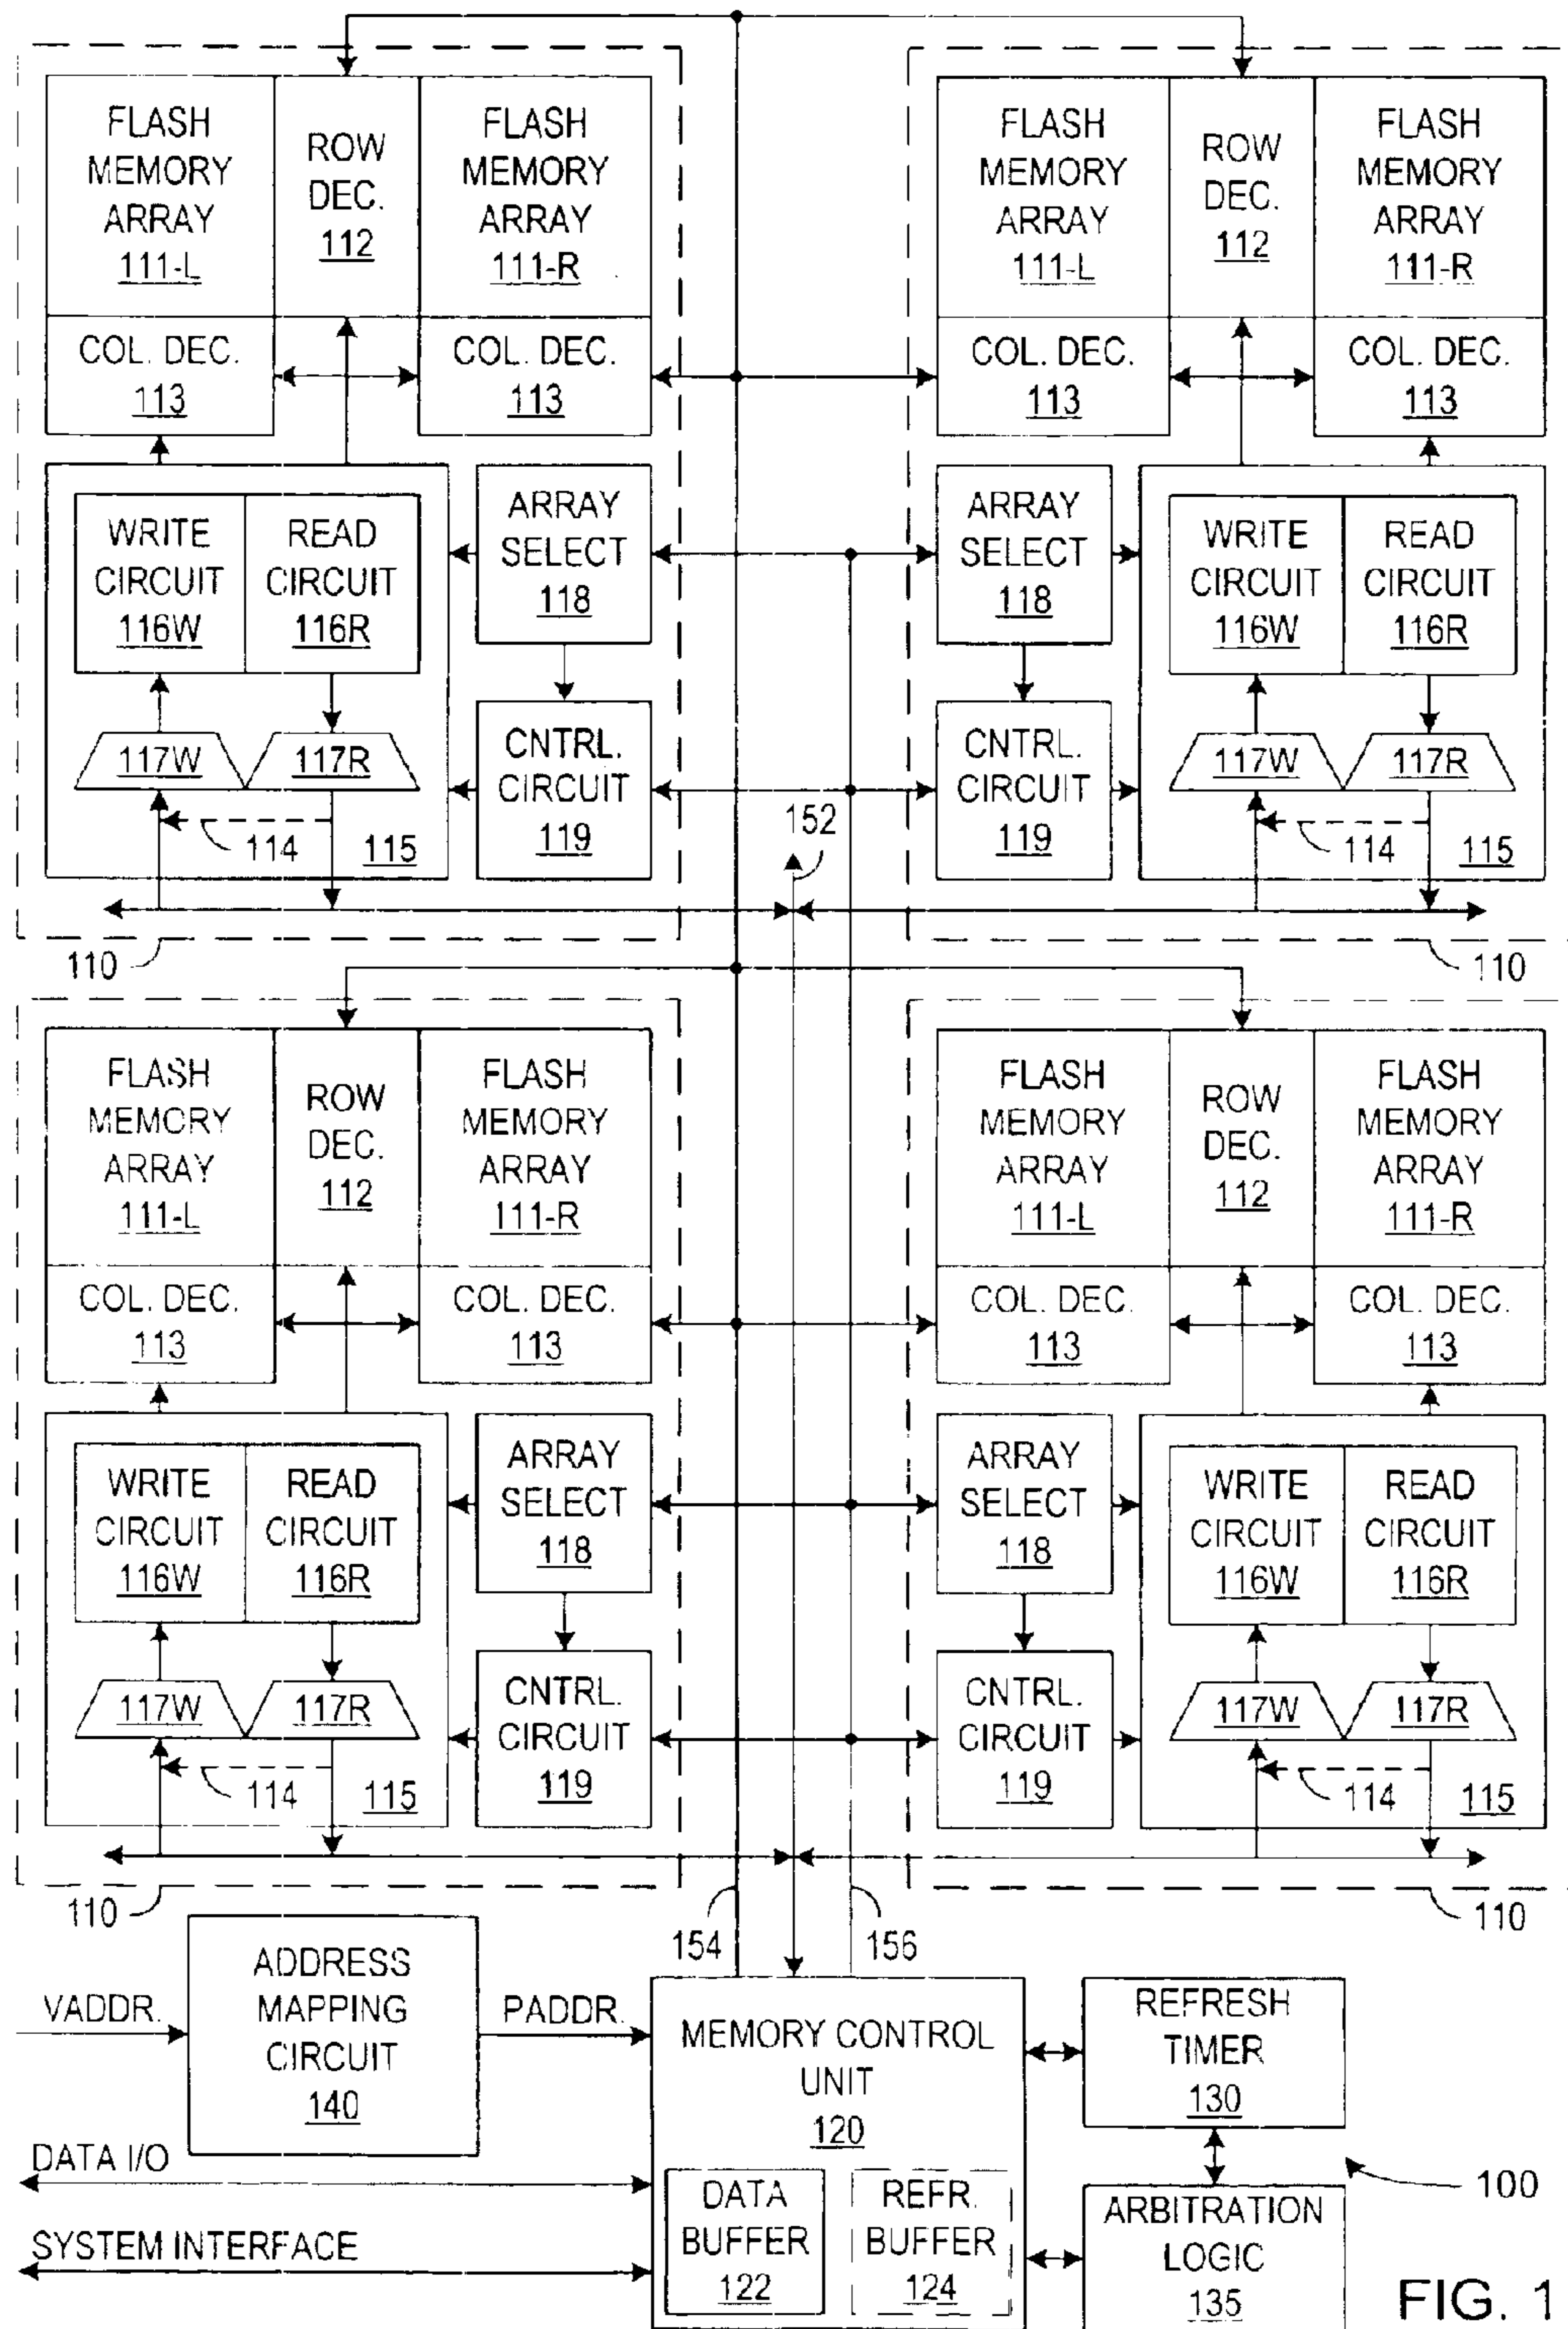 FLASH
MEMORY
ARRAY
111-L
ROW
DEC.
112
FLASH
MEMORY
ARRAY
111-R
COL. DEC.
113
COL. DEC.
113
WRITE
CIRCUIT
116W
READ
CIRCUIT
116R
ARRAY
SELECT
118
117W
117R
CNTRL.
CIRCUIT
119
114
115
110
FLASH
MEMORY
ARRAY
111-L
ROW
DEC.
112
FLASH
MEMORY
ARRAY
111-R
COL. DEC.
113
COL. DEC.
113
ARRAY
SELECT
118
WRITE
CIRCUIT
116W
READ
CIRCUIT
116R
CNTRL.
CIRCUIT
119
117W
117R
152
114
115
110
FLASH
MEMORY
ARRAY
111-L
ROW
DEC.
112
FLASH
MEMORY
ARRAY
111-R
COL. DEC.
113
COL. DEC.
113
WRITE
CIRCUIT
116W
READ
CIRCUIT
116R
ARRAY
SELECT
118
117W
117R
CNTRL.
CIRCUIT
119
114
115
110
FLASH
MEMORY
ARRAY
111-L
ROW
DEC.
112
FLASH
MEMORY
ARRAY
111-R
COL. DEC.
113
COL. DEC.
113
ARRAY
SELECT
118
WRITE
CIRCUIT
116W
READ
CIRCUIT
116R
CNTRL.
CIRCUIT
119
117W
117R
114
115
110
154
156
VADDR.
ADDRESS
MAPPING
CIRCUIT
140
PADDR.
MEMORY CONTROL
UNIT
120
REFRESH
TIMER
130
DATA I/O
SYSTEM INTERFACE
DATA
BUFFER
122
REFR.
BUFFER
124
ARBITRATION
LOGIC
135
100
FIG. 1